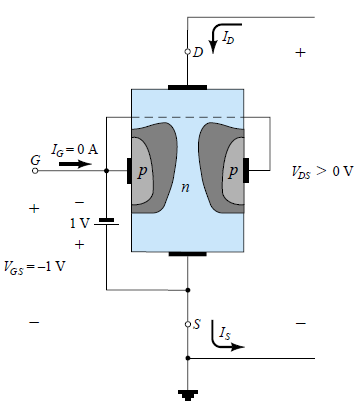 I_D
D
+
I_G = 0 A
G
p
n
p
V_DS > 0 V
+
–
1 V
+
V_GS = –1 V
–
S
I_S
–